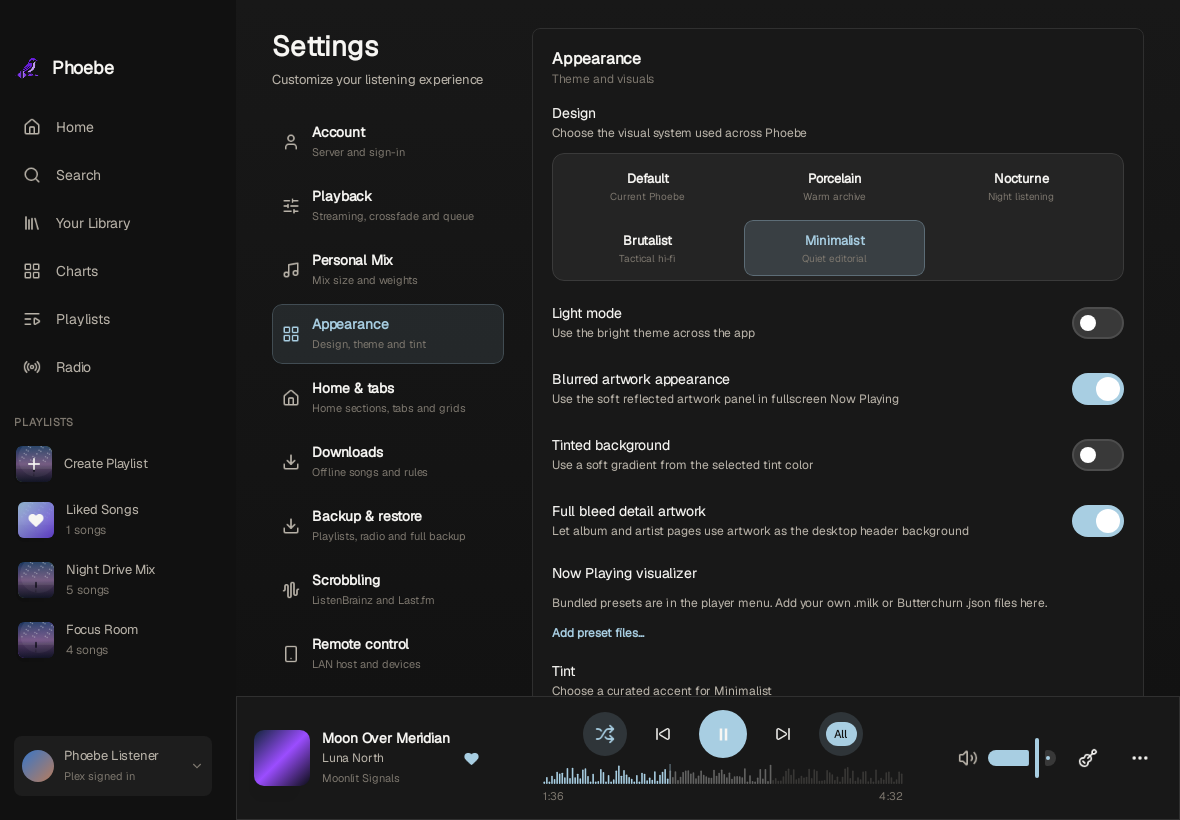 Phoebe
Home
Search
Your Library
Charts
Playlists
Radio
PLAYLISTS
Create Playlist
Liked Songs
1 songs
Night Drive Mix
5 songs
Focus Room
4 songs
Phoebe Listener
Plex signed in
Settings
Customize your listening experience
Account
Server and sign-in
Playback
Streaming, crossfade and queue
Personal Mix
Mix size and weights
Appearance
Design, theme and tint
Home & tabs
Home sections, tabs and grids
Downloads
Offline songs and rules
Backup & restore
Playlists, radio and full backup
Scrobbling
ListenBrainz and Last.fm
Remote control
LAN host and devices
Appearance
Theme and visuals
Design
Choose the visual system used across Phoebe
Default
Current Phoebe
Porcelain
Warm archive
Nocturne
Night listening
Brutalist
Tactical hi-fi
Minimalist
Quiet editorial
Light mode
Use the bright theme across the app
Blurred artwork appearance
Use the soft reflected artwork panel in fullscreen Now Playing
Tinted background
Use a soft gradient from the selected tint color
Full bleed detail artwork
Let album and artist pages use artwork as the desktop header background
Now Playing visualizer
Bundled presets are in the player menu. Add your own .milk or Butterchurn .json files here.
Add preset files...
Tint
Choose a curated accent for Minimalist
Moon Over Meridian
Luna North
Moonlit Signals
All
1:36
4:32